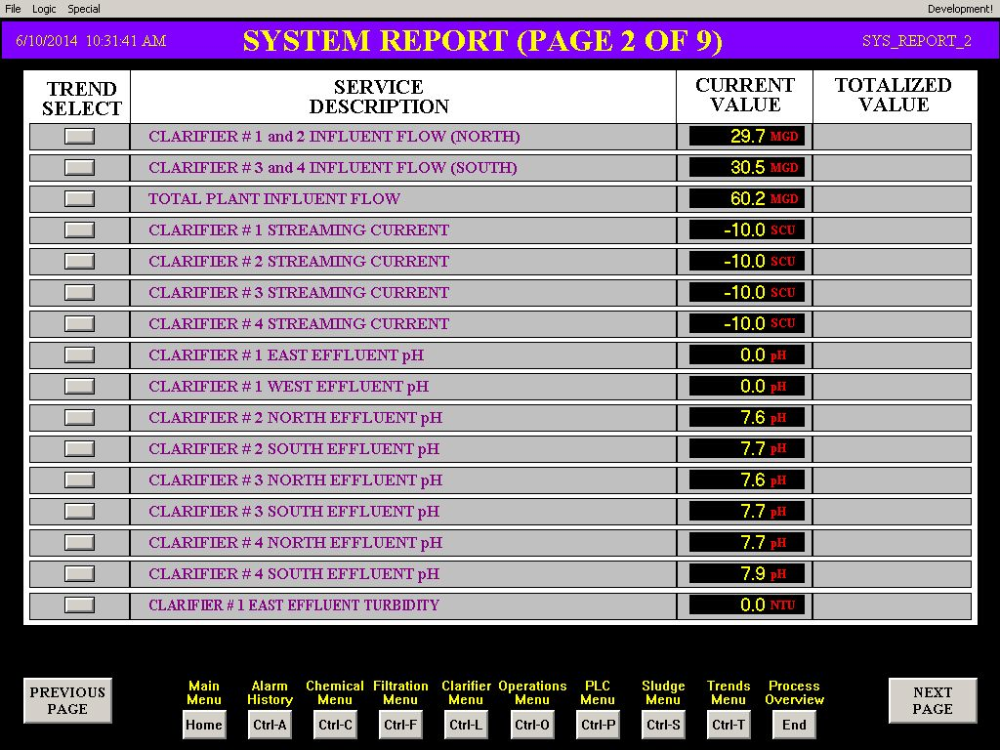 File Logic Special Development!
6/10/2014 10:31:41 AM SYSTEM REPORT (PAGE 2 OF 9) SYS_REPORT_2
TREND SERVICE CURRENT TOTALIZED
SELECT DESCRIPTION VALUE VALUE
CLARIFIER # 1 and 2 INFLUENT FLOW (NORTH) 29.7 MGD
CLARIFIER # 3 and 4 INFLUENT FLOW (SOUTH) 30.5 MGD
TOTAL PLANT INFLUENT FLOW 60.2 MGD
CLARIFIER # 1 STREAMING CURRENT -10.0 SCU
CLARIFIER # 2 STREAMING CURRENT -10.0 SCU
CLARIFIER # 3 STREAMING CURRENT -10.0 SCU
CLARIFIER # 4 STREAMING CURRENT -10.0 SCU
CLARIFIER # 1 EAST EFFLUENT pH 0.0 pH
CLARIFIER # 1 WEST EFFLUENT pH 0.0 pH
CLARIFIER # 2 NORTH EFFLUENT pH 7.6 pH
CLARIFIER # 2 SOUTH EFFLUENT pH 7.7 pH
CLARIFIER # 3 NORTH EFFLUENT pH 7.6 pH
CLARIFIER # 3 SOUTH EFFLUENT pH 7.7 pH
CLARIFIER # 4 NORTH EFFLUENT pH 7.7 pH
CLARIFIER # 4 SOUTH EFFLUENT pH 7.9 pH
CLARIFIER # 1 EAST EFFLUENT TURBIDITY 0.0 NTU
PREVIOUS
PAGE
Main Alarm Chemical Filtration Clarifier Operations PLC Sludge Trends Process
Menu History Menu Menu Menu Menu Menu Menu Menu Overview
Home Ctrl-A Ctrl-C Ctrl-F Ctrl-L Ctrl-O Ctrl-P Ctrl-S Ctrl-T End
NEXT
PAGE